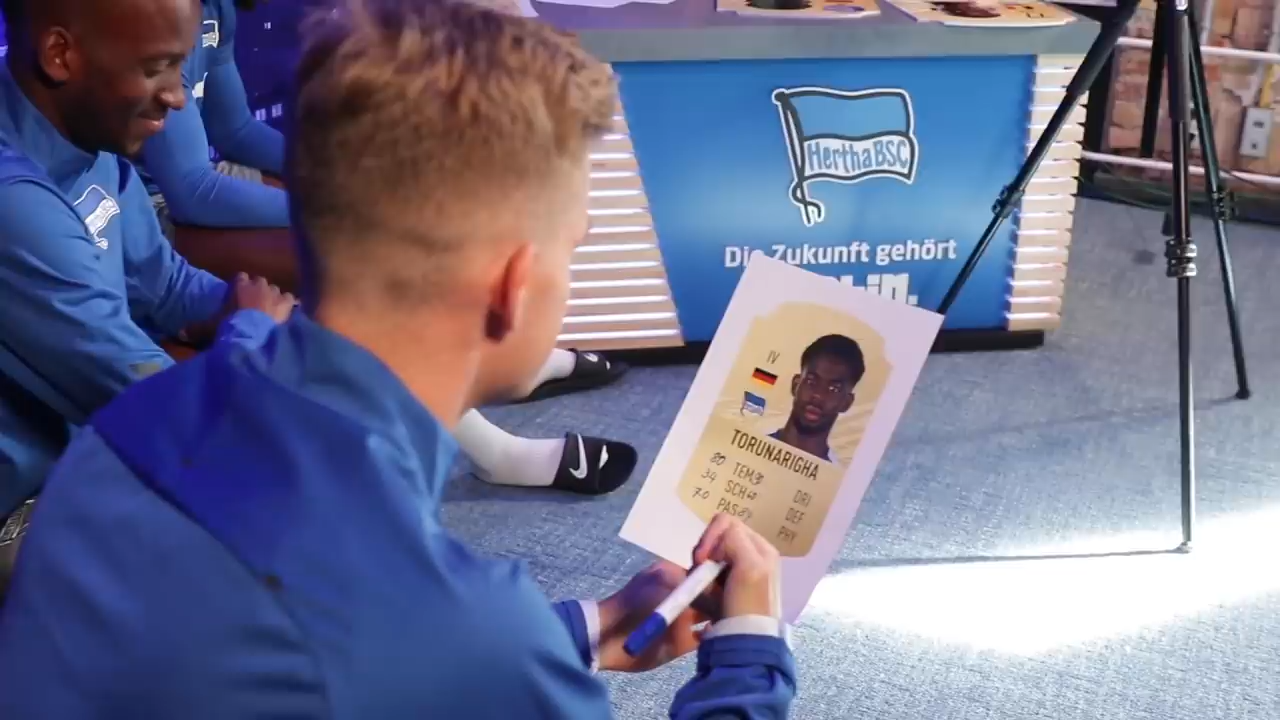 HerthaBSC
Die Zukunft gehört
IV
TORUNARIGHA
80 TEM
DRI
34 SCH
DEF
70 PAS
PHY